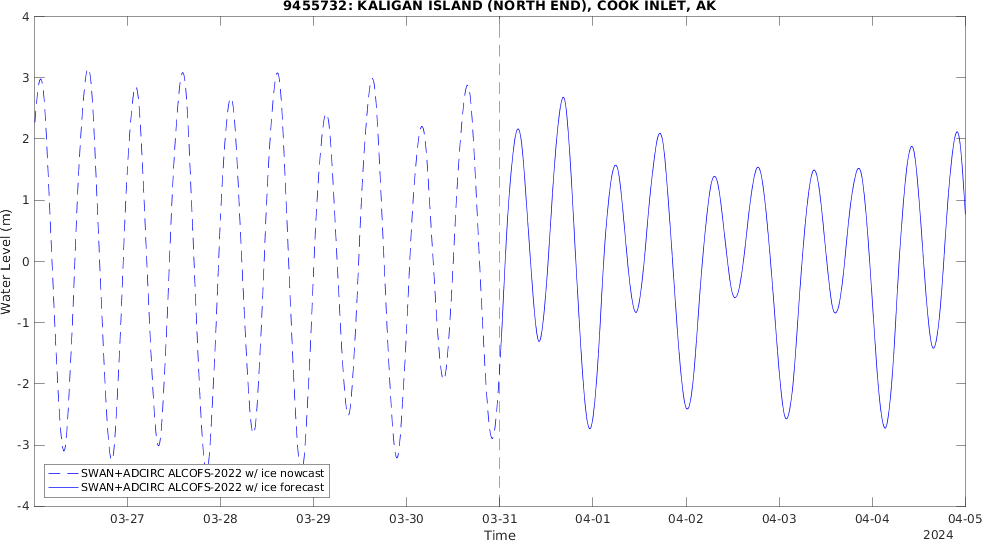 9455732: KALIGAN ISLAND (NORTH END), COOK INLET, AK
4
3
2
1
0
-1
-2
-3
-4
Water Level (m)
SWAN+ADCIRC ALCOFS-2022 w/ ice nowcast
SWAN+ADCIRC ALCOFS-2022 w/ ice forecast
03-27 03-28 03-29 03-30 03-31 04-01 04-02 04-03 04-04 04-05
Time
2024